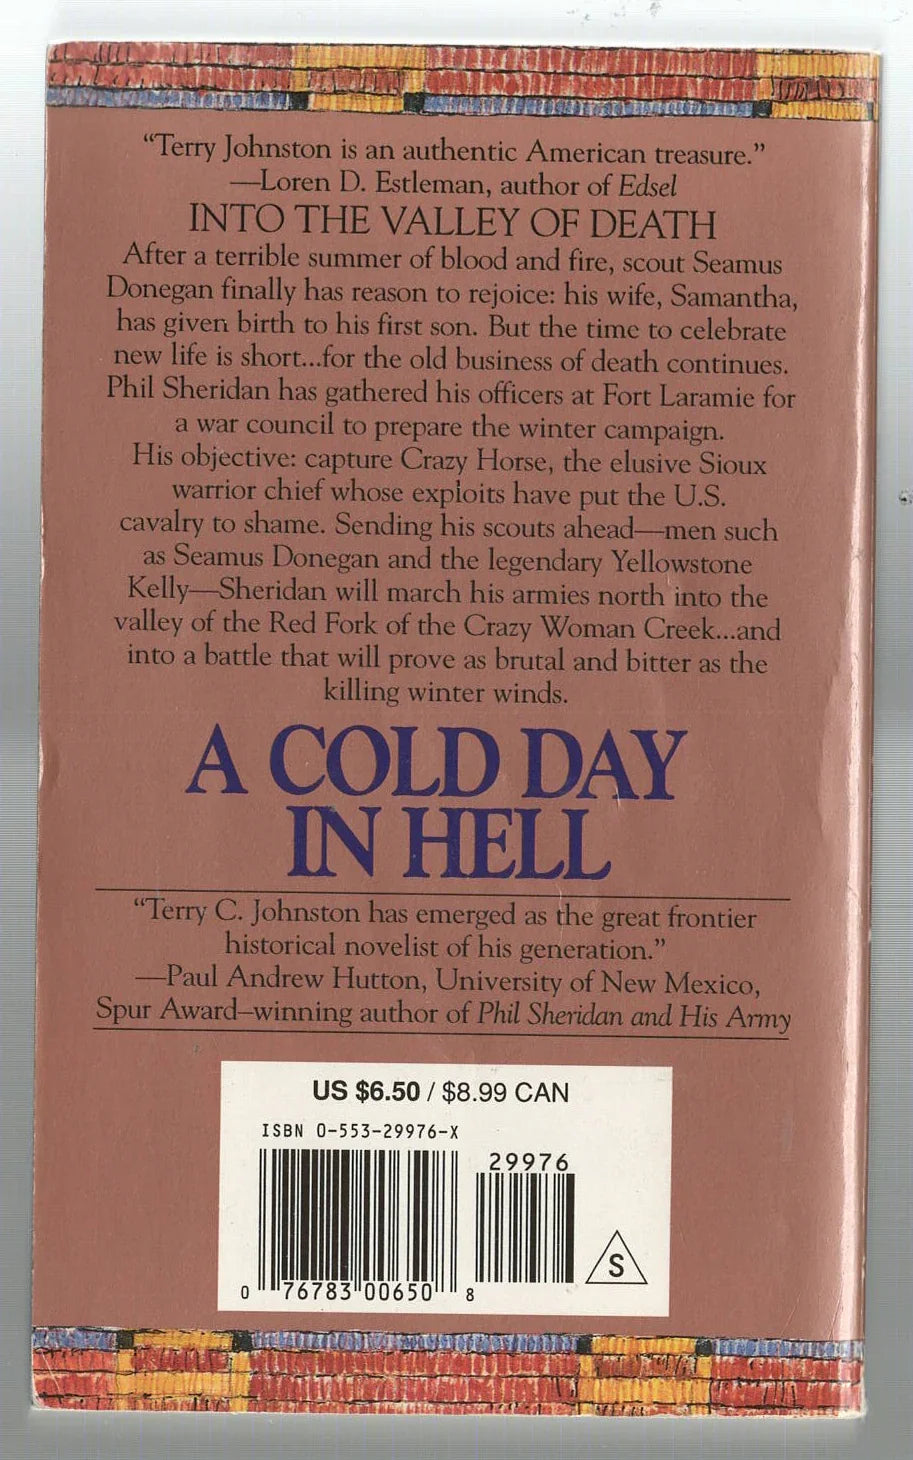 “Terry Johnston is an authentic American treasure.”
—Loren D. Estleman, author of Edsel
INTO THE VALLEY OF DEATH
After a terrible summer of blood and fire, scout Seamus
Donegan finally has reason to rejoice: his wife, Samantha,
has given birth to his first son. But the time to celebrate
new life is short...for the old business of death continues.
Phil Sheridan has gathered his officers at Fort Laramie for
a war council to prepare the winter campaign.
His objective: capture Crazy Horse, the elusive Sioux
warrior chief whose exploits have put the U.S.
cavalry to shame. Sending his scouts ahead—men such
as Seamus Donegan and the legendary Yellowstone
Kelly—Sheridan will march his armies north into the
valley of the Red Fork of the Crazy Woman Creek...and
into a battle that will prove as brutal and bitter as the
killing winter winds.
A COLD DAY
IN HELL
“Terry C. Johnston has emerged as the great frontier
historical novelist of his generation.”
—Paul Andrew Hutton, University of New Mexico,
Spur Award–winning author of Phil Sheridan and His Army
US $6.50 / $8.99 CAN
ISBN 0-553-29976-X
29976
S
0 76783 00650 8